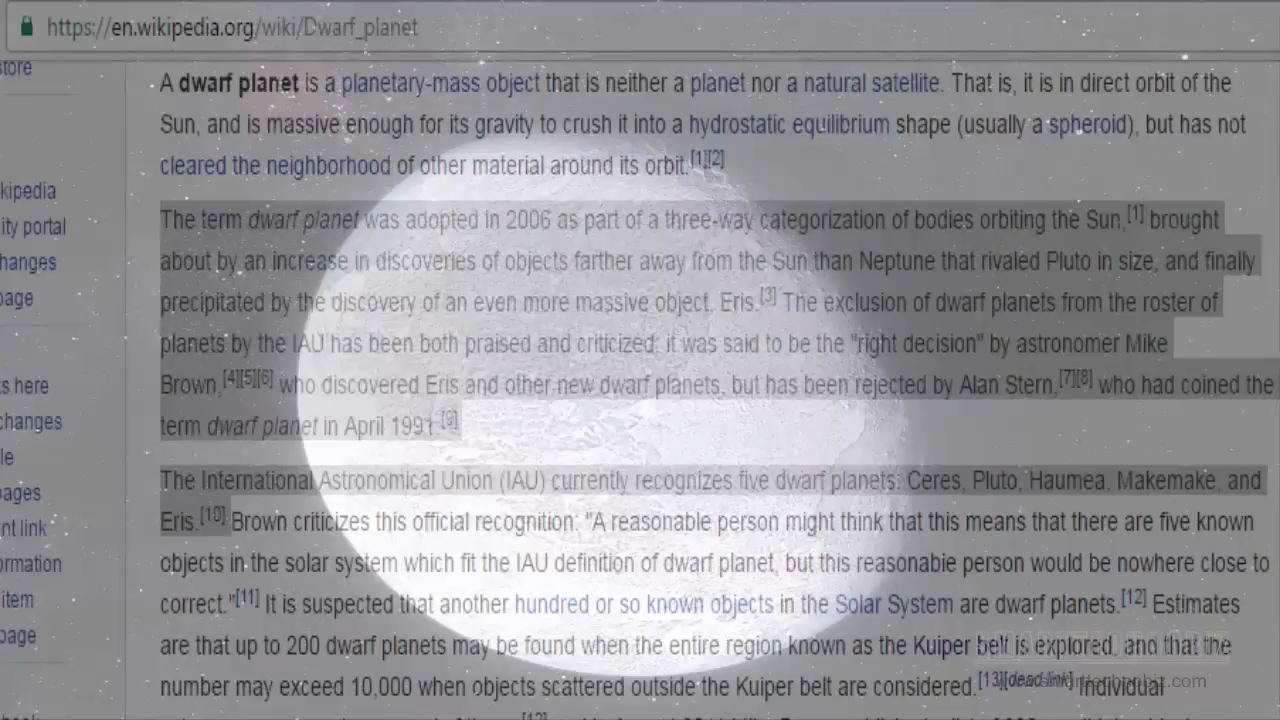 https://en.wikipedia.org/wiki/Dwarf_planet
store
A dwarf planet is a planetary-mass object that is neither a planet nor a natural satellite. That is, it is in direct orbit of the
Sun, and is massive enough for its gravity to crush it into a hydrostatic equilibrium shape (usually a spheroid), but has not
cleared the neighborhood of other material around its orbit.[1][2]
kipedia
The term dwarf planet was adopted in 2006 as part of a three-way categorization of bodies orbiting the Sun,[1] brought
ity portal
about by an increase in discoveries of objects farther away from the Sun than Neptune that rivaled Pluto in size, and finally
hanges
page
precipitated by the discovery of an even more massive object, Eris.[3] The exclusion of dwarf planets from the roster of
planets by the IAU has been both praised and criticized; it was said to be the "right decision" by astronomer Mike
s here
Brown,[4][5][6] who discovered Eris and other new dwarf planets, but has been rejected by Alan Stern,[7][8] who had coined the
changes
term dwarf planet in April 1991.[9]
le
pages
The International Astronomical Union (IAU) currently recognizes five dwarf planets: Ceres, Pluto, Haumea, Makemake, and
nt link
Eris.[10] Brown criticizes this official recognition: "A reasonable person might think that this means that there are five known
ormation
objects in the solar system which fit the IAU definition of dwarf planet, but this reasonable person would be nowhere close to
item
correct."[11] It is suspected that another hundred or so known objects in the Solar System are dwarf planets.[12] Estimates
page
are that up to 200 dwarf planets may be found when the entire region known as the Kuiper belt is explored, and that the
number may exceed 10,000 when objects scattered outside the Kuiper belt are considered.[13][dead link] Individual